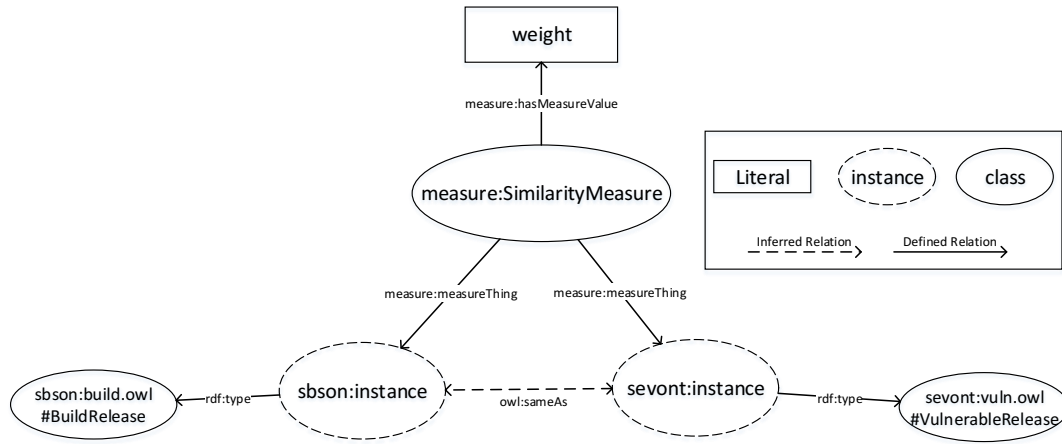 weight
measure:hasMeasureValue
measure:SimilarityMeasure
Literal
instance
class
Inferred Relation
Defined Relation
measure:measureThing
measure:measureThing
sbson:build.owl
#BuildRelease
rdf:type
sbson:instance
owl:sameAs
sevont:instance
rdf:type
sevont:vuln.owl
#VulnerableRelease